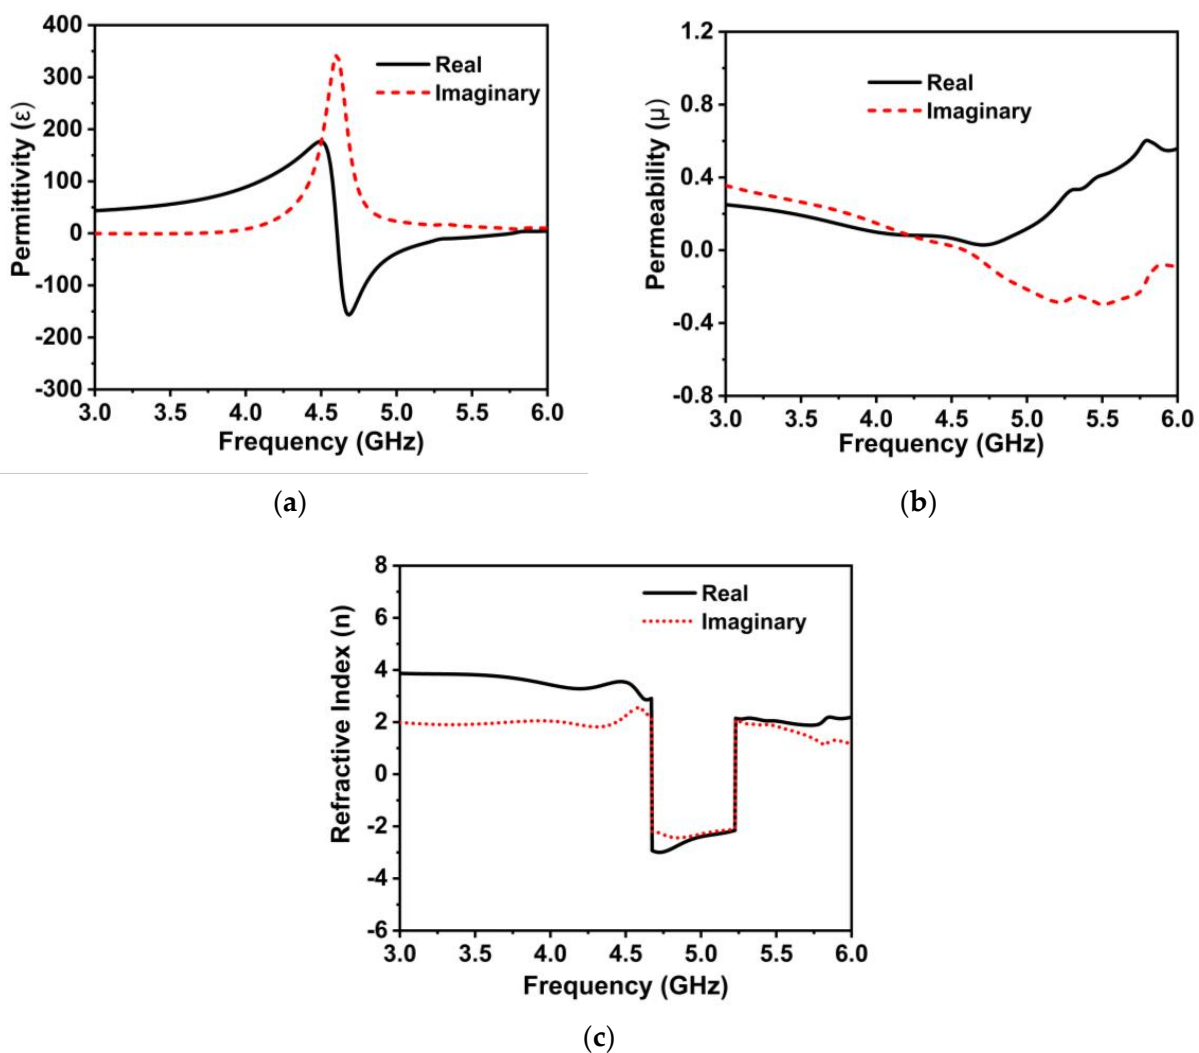 400
300
200
100
0
-100
-200
-300
Permittivity (ε)
Real
Imaginary
3.0 3.5 4.0 4.5 5.0 5.5 6.0
Frequency (GHz)
(a)
1.2
0.8
0.4
0.0
-0.4
-0.8
Permeability (μ)
Real
Imaginary
3.0 3.5 4.0 4.5 5.0 5.5 6.0
Frequency (GHz)
(b)
8
6
4
2
0
-2
-4
-6
Refractive Index (n)
Real
Imaginary
3.0 3.5 4.0 4.5 5.0 5.5 6.0
Frequency (GHz)
(c)